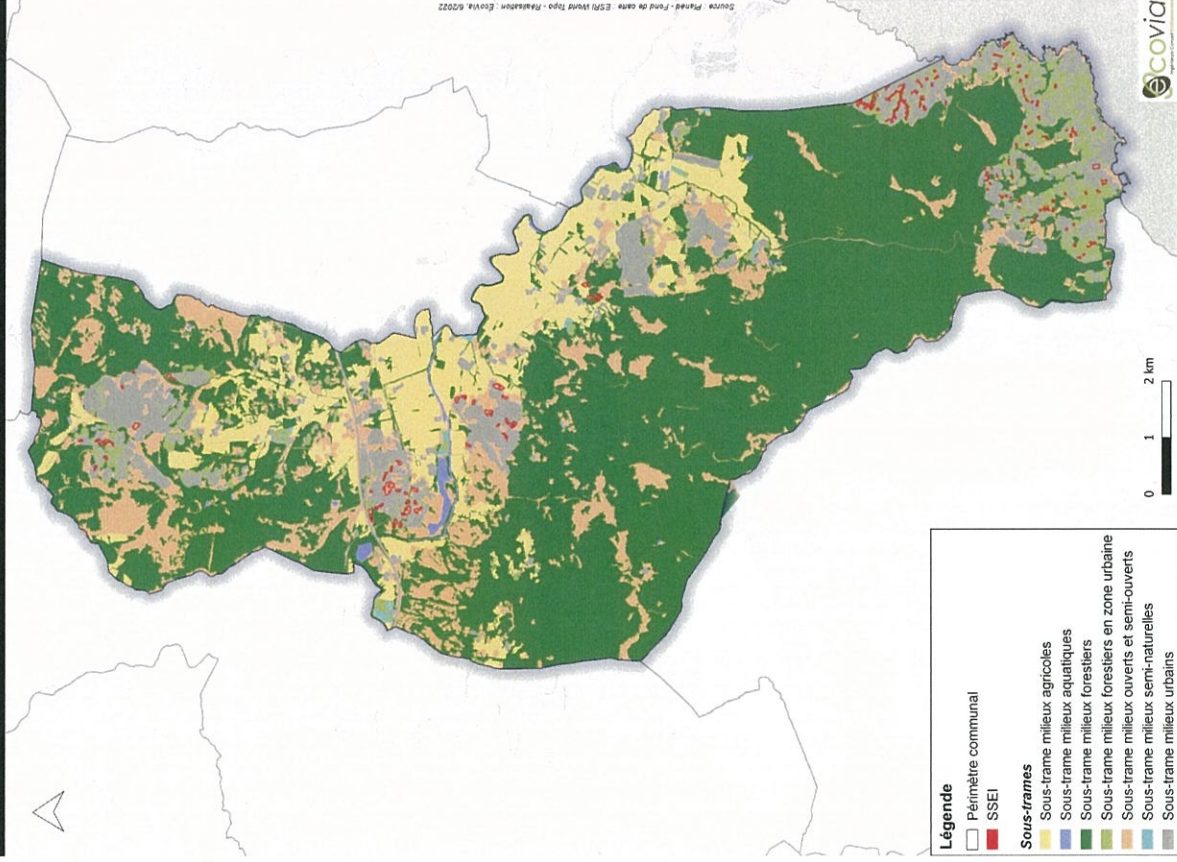 Source : Planed - Fond de carte : ESRI World Topo - Réalisation : EcoVia, 6/2022
Légende
Périmètre communal
SSEI
Sous-trames
Sous-trame milieux agricoles
Sous-trame milieux aquatiques
Sous-trame milieux forestiers
Sous-trame milieux forestiers en zone urbaine
Sous-trame milieux ouverts et semi-ouverts
Sous-trame milieux semi-naturelles
Sous-trame milieux urbains
0 1 2 km
écovia